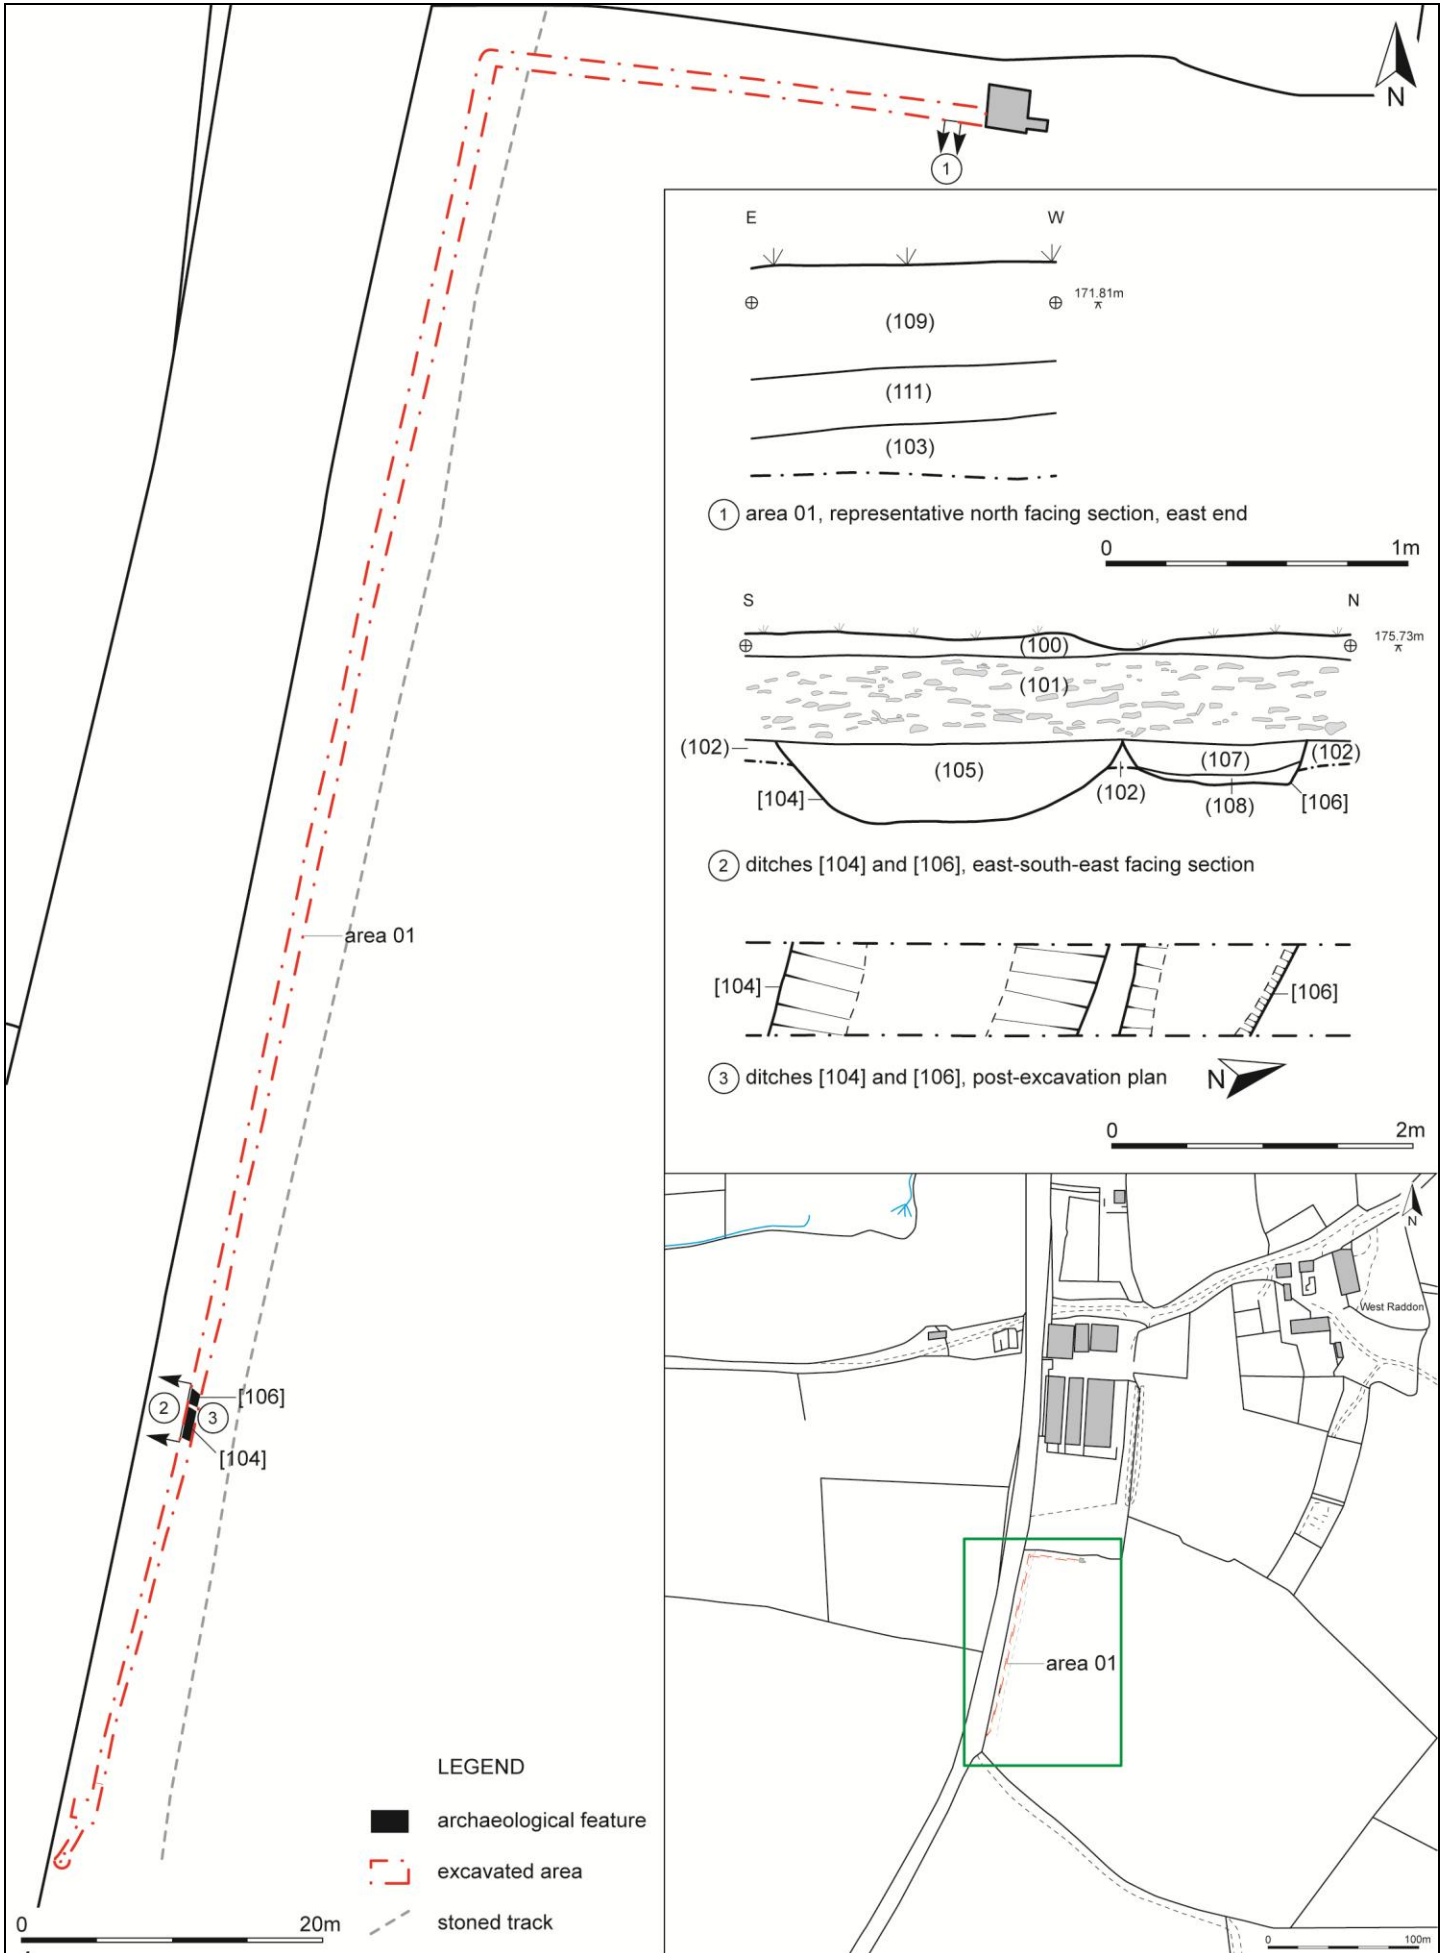 N
1
E W
171.81m
(109)
(111)
(103)
1 area 01, representative north facing section, east end
0 1m
S N
175.73m
(100)
(101)
(102) (105) (107) (102)
[104] (102) (108) [106]
2 ditches [104] and [106], east-south-east facing section
[104] [106]
3 ditches [104] and [106], post-excavation plan N
0 2m
area 01
[106]
2 3
[104]
N
West Raddon
area 01
0 100m
LEGEND
archaeological feature
excavated area
stoned track
0 20m